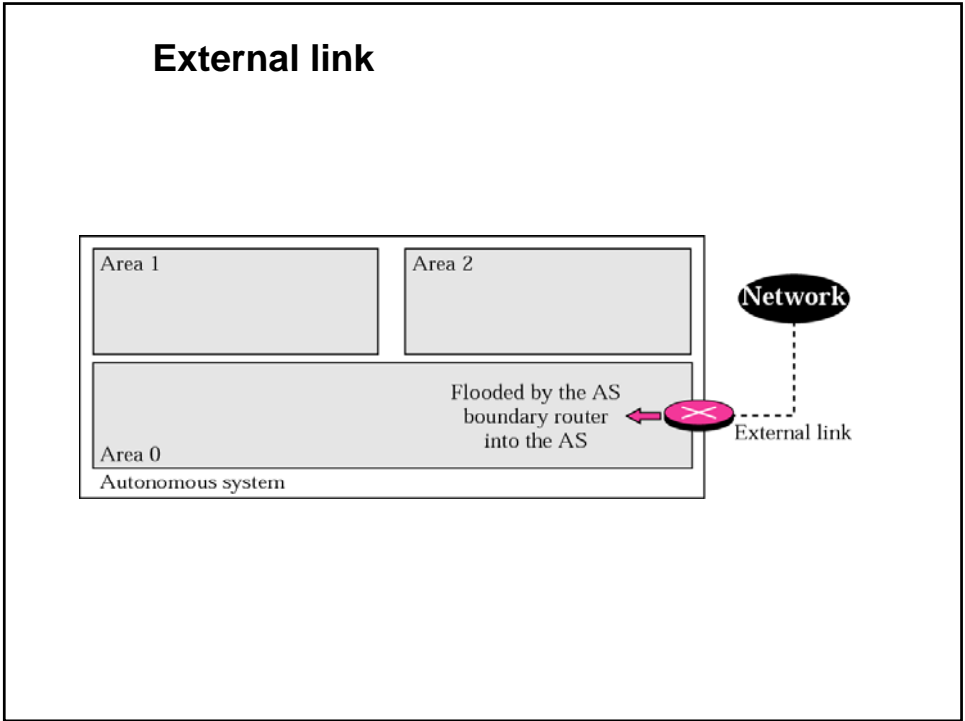 External link
Area 1
Area 2
Network
Flooded by the AS
boundary router
into the AS
External link
Area 0
Autonomous system